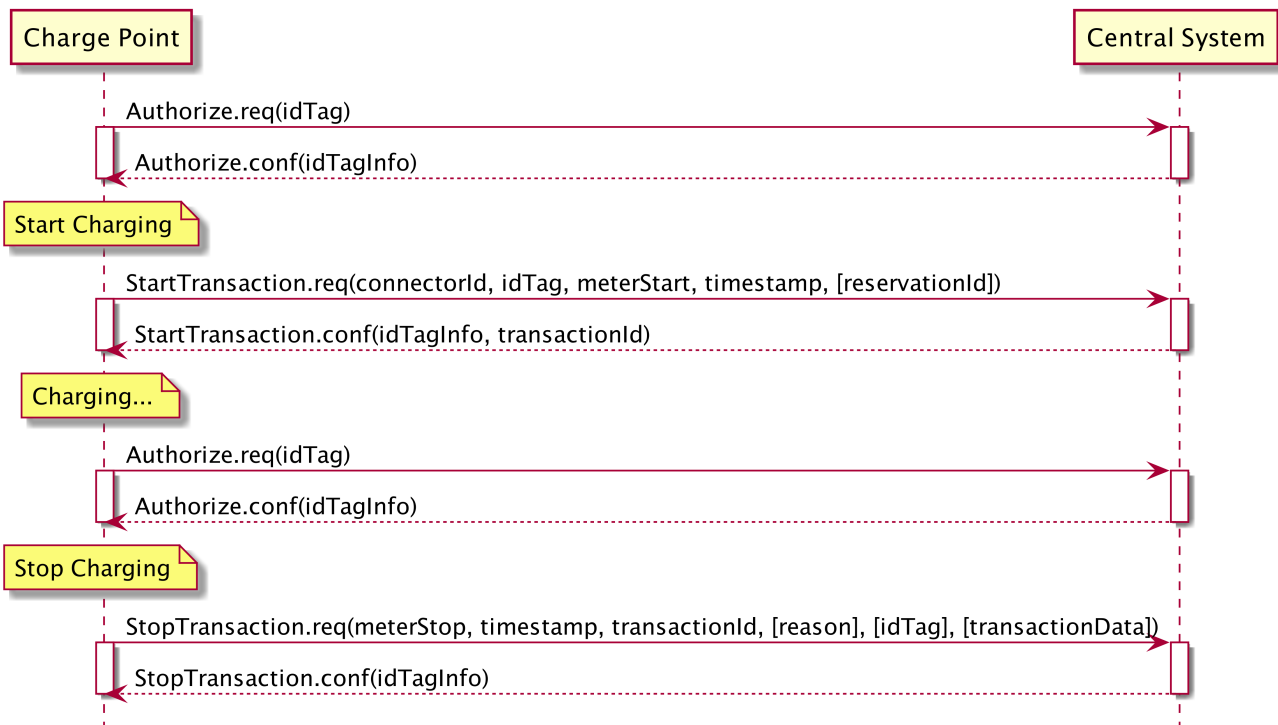 Charge Point
Central System
Authorize.req(idTag)
Authorize.conf(idTagInfo)
Start Charging
StartTransaction.req(connectorId, idTag, meterStart, timestamp, [reservationId])
StartTransaction.conf(idTagInfo, transactionId)
Charging...
Authorize.req(idTag)
Authorize.conf(idTagInfo)
Stop Charging
StopTransaction.req(meterStop, timestamp, transactionId, [reason], [idTag], [transactionData])
StopTransaction.conf(idTagInfo)